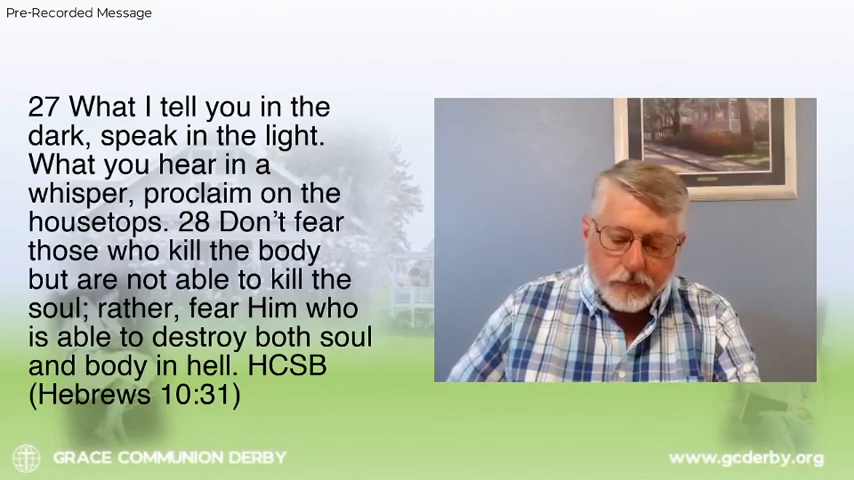 Pre-Recorded Message
27 What I tell you in the
dark, speak in the light.
What you hear in a
whisper, proclaim on the
housetops. 28 Don't fear
those who kill the body
but are not able to kill the
soul; rather, fear Him who
is able to destroy both soul
and body in hell. HCSB
(Hebrews 10:31)
GRACE COMMUNION DERBY
www.gcderby.org